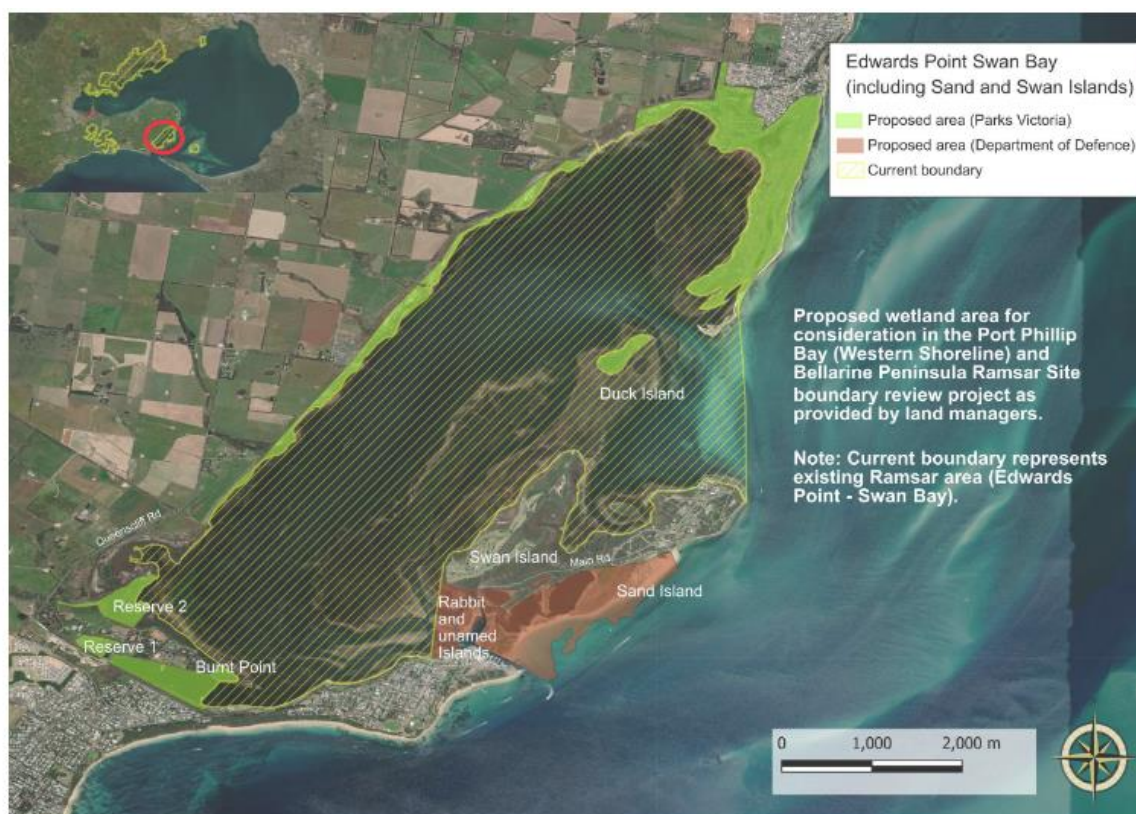 Edwards Point Swan Bay
(including Sand and Swan Islands)
Proposed area (Parks Victoria)
Proposed area (Department of Defence)
Current boundary
Proposed wetland area for
consideration in the Port Phillip
Bay (Western Shoreline) and
Bellarine Peninsula Ramsar Site
boundary review project as
provided by land managers.
Note: Current boundary represents
existing Ramsar area (Edwards
Point - Swan Bay).
Duck Island
Queenscliff Rd
Swan Island
Main Rd
Sand Island
Rabbit
and
unamed
Islands
Reserve 2
Reserve 1
Burnt Point
0 1,000 2,000 m